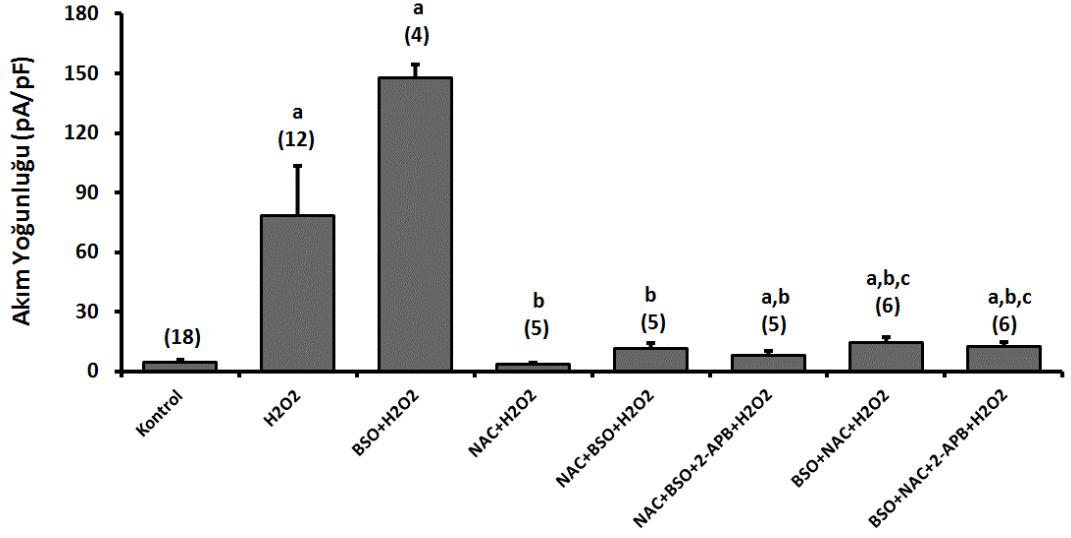 Akım Yoğunluğu (pA/pF)
180
150
120
90
60
30
0
(18)
a
(12)
a
(4)
b
(5)
b
(5)
a,b
(5)
a,b,c
(6)
a,b,c
(6)
Kontrol
H2O2
BSO+H2O2
NAC+H2O2
NAC+BSO+H2O2
NAC+BSO+2-APB+H2O2
BSO+NAC+H2O2
BSO+NAC+2-APB+H2O2